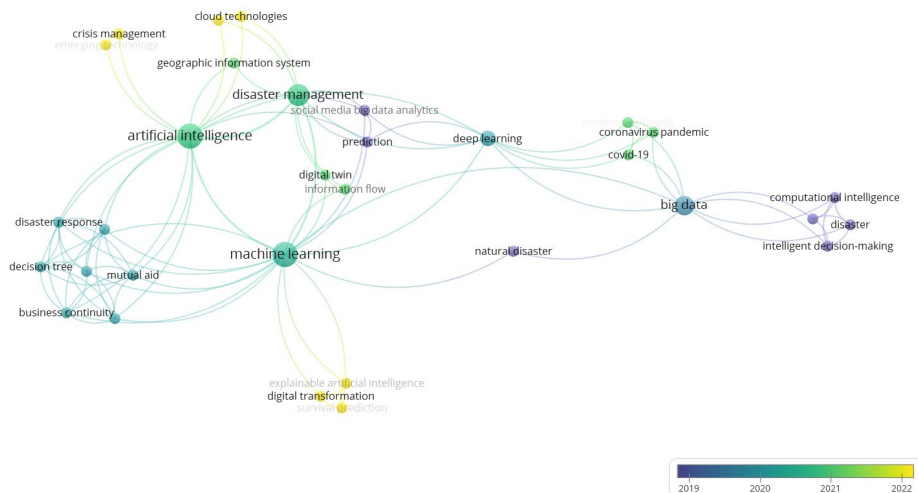 cloud technologies
crisis management
emerging technology
geographic information system
disaster management
social media big data analytics
artificial intelligence
prediction
deep learning
coronavirus pandemic
covid-19
digital twin
information flow
computational intelligence
big data
disaster response
disaster
intelligent decision-making
machine learning
natural disaster
decision tree
mutual aid
business continuity
explainable artificial intelligence
digital transformation
survival prediction
2019 2020 2021 2022